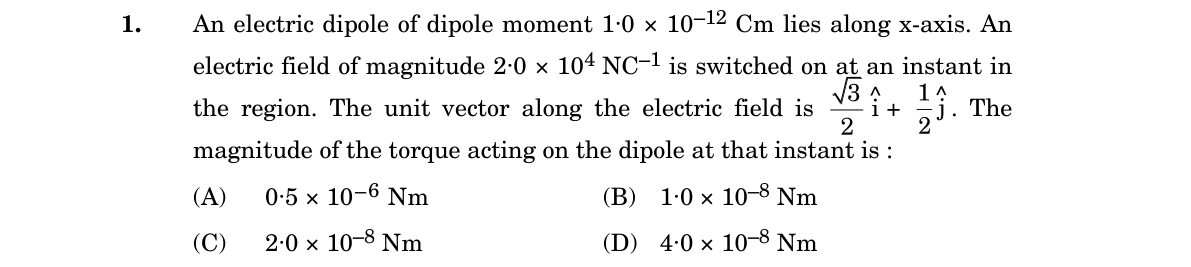 1. An electric dipole of dipole moment 1·0 × 10⁻¹² Cm lies along x-axis. An
electric field of magnitude 2·0 × 10⁴ NC⁻¹ is switched on at an instant in
the region. The unit vector along the electric field is √3/2 î + 1/2 ĵ. The
magnitude of the torque acting on the dipole at that instant is :
(A) 0·5 × 10⁻⁶ Nm (B) 1·0 × 10⁻⁸ Nm
(C) 2·0 × 10⁻⁸ Nm (D) 4·0 × 10⁻⁸ Nm